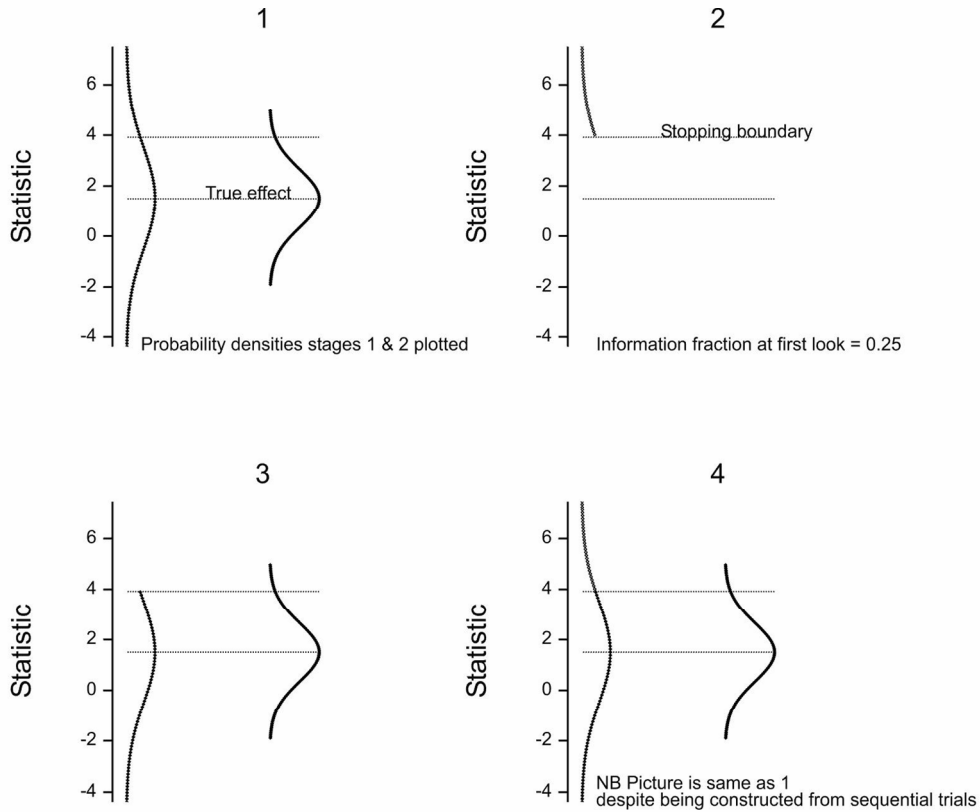 1
6
4
2
0
-2
-4
Statistic
True effect
Probability densities stages 1 & 2 plotted
2
6
4
2
0
-2
-4
Statistic
Stopping boundary
Information fraction at first look = 0.25
3
6
4
2
0
-2
-4
Statistic
4
6
4
2
0
-2
-4
Statistic
NB Picture is same as 1
despite being constructed from sequential trials